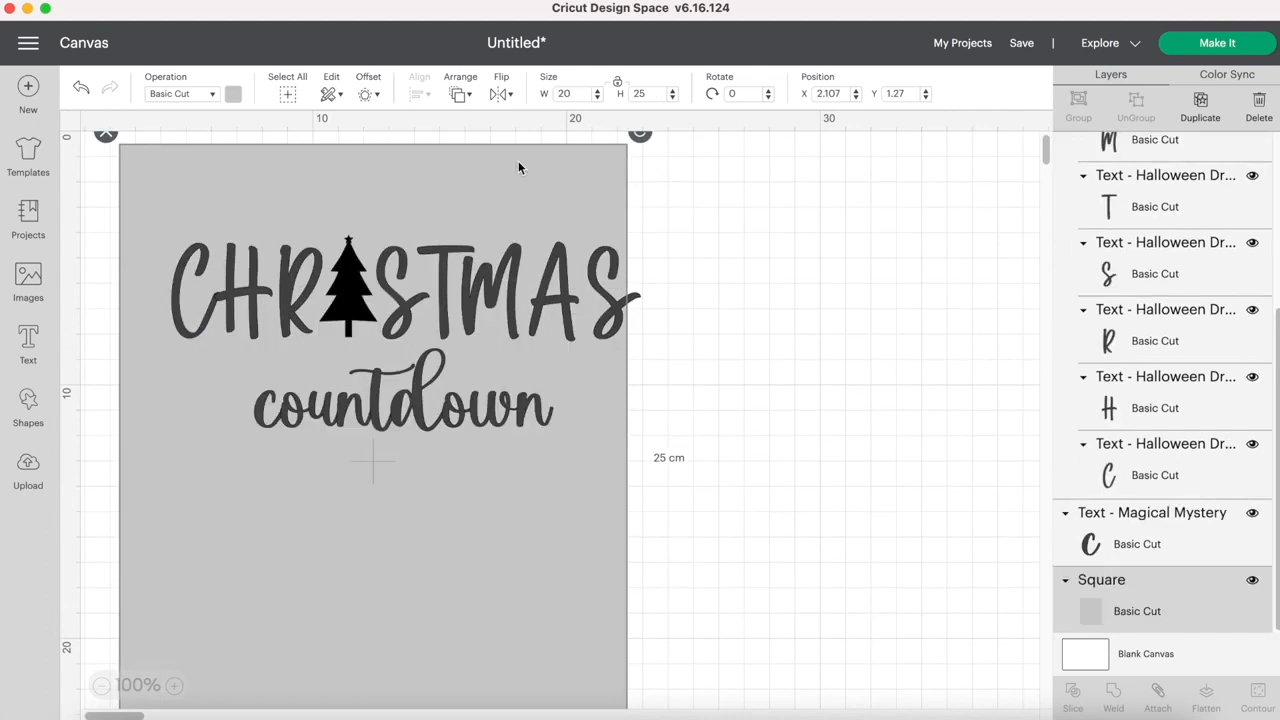 Cricut Design Space v6.16.124
Canvas
Untitled*
My Projects Save | Explore Make It
Operation
Basic Cut
Select All
Edit
Offset
Align
Arrange
Flip
Size
W 20 H 25
Rotate
0
Position
X 2.107 Y 1.27
Layers Color Sync
Group UnGroup Duplicate Delete
New
Templates
Projects
Images
Text
Shapes
Upload
10 20 30
0
10
20
CHR STMAS
countdown
25 cm
100%
M Basic Cut
Text - Halloween Dr...
T Basic Cut
Text - Halloween Dr...
S Basic Cut
Text - Halloween Dr...
R Basic Cut
Text - Halloween Dr...
H Basic Cut
Text - Halloween Dr...
C Basic Cut
Text - Magical Mystery
C Basic Cut
Square
Basic Cut
Blank Canvas
Slice Weld Attach Flatten Contour